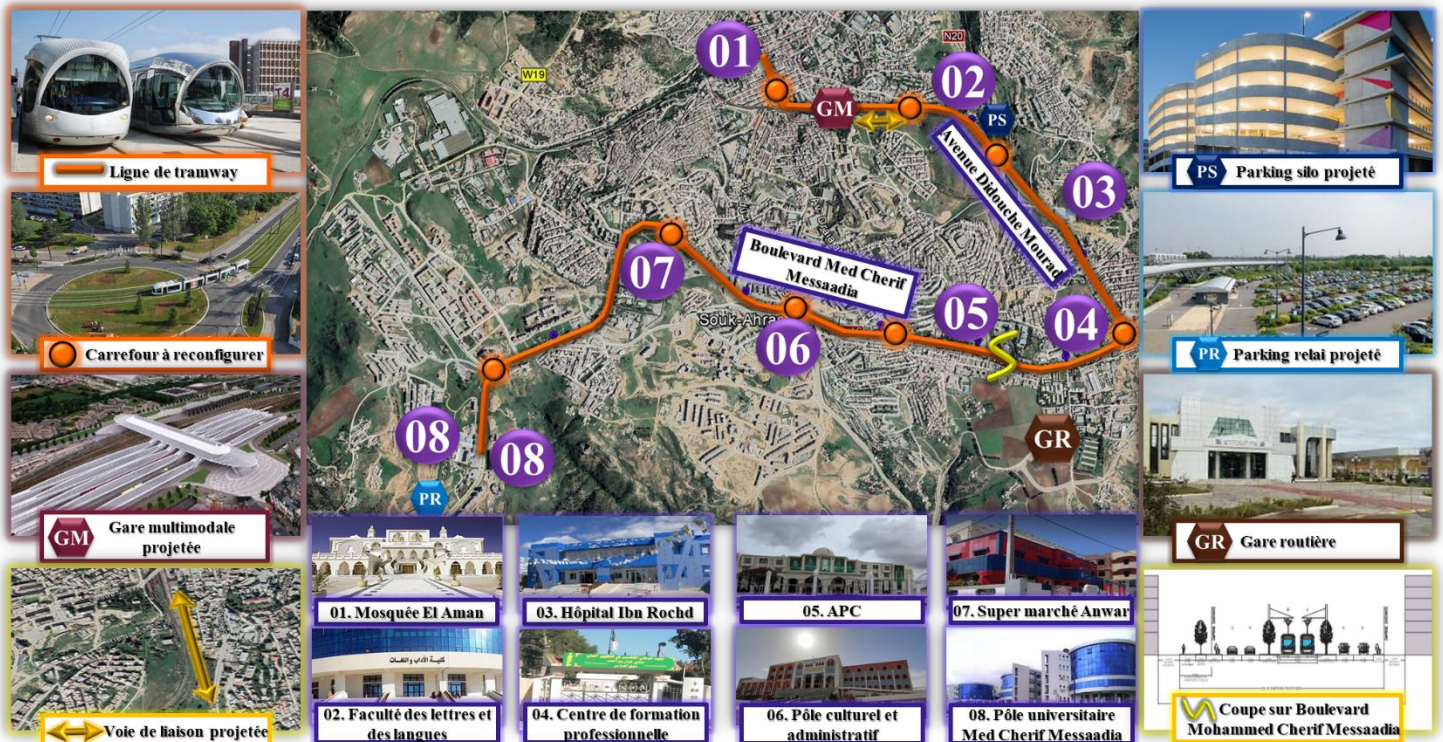 T4
Ligne de tramway
Carrefour à reconfigurer
GM
Gare multimodale
projetée
Voie de liaison projetée
W19
N20
01
GM
02
PS
Avenue Didouche Mourad
03
07
Boulevard Med Cherif
Messaadia
Souk-Ahras
06
05
04
08
08
PR
GR
PS
Parking silo projeté
PR
Parking relai projeté
GR
Gare routière
Coupe sur Boulevard
Mohammed Cherif Messaadia
01. Mosquée El Aman
03. Hôpital Ibn Rochd
05. APC
07. Super marché Anwar
كلية الآداب و اللغات
02. Faculté des lettres et
des langues
04. Centre de formation
professionnelle
06. Pôle culturel et
administratif
08. Pôle universitaire
Med Cherif Messaadia